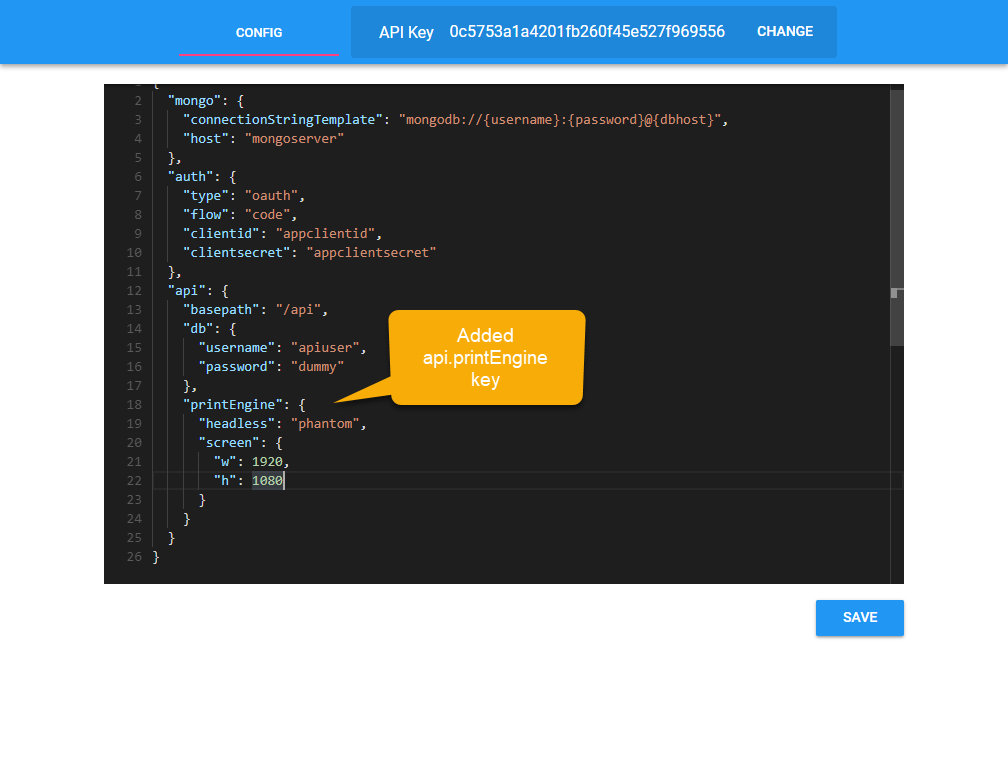 CONFIG
API Key 0c5753a1a4201fb260f45e527f969556 CHANGE
1 {
2 "mongo": {
3 "connectionStringTemplate": "mongodb://{username}:{password}@{dbhost}",
4 "host": "mongoserver"
5 },
6 "auth": {
7 "type": "oauth",
8 "flow": "code",
9 "clientid": "appclientid",
10 "clientsecret": "appclientsecret"
11 },
12 "api": {
13 "basepath": "/api",
14 "db": {
15 "username": "apiuser",
16 "password": "dummy"
17 },
18 "printEngine": {
19 "headless": "phantom",
20 "screen": {
21 "w": 1920,
22 "h": 1080
23 }
24 }
25 }
26 }
Added
api.printEngine
key
SAVE